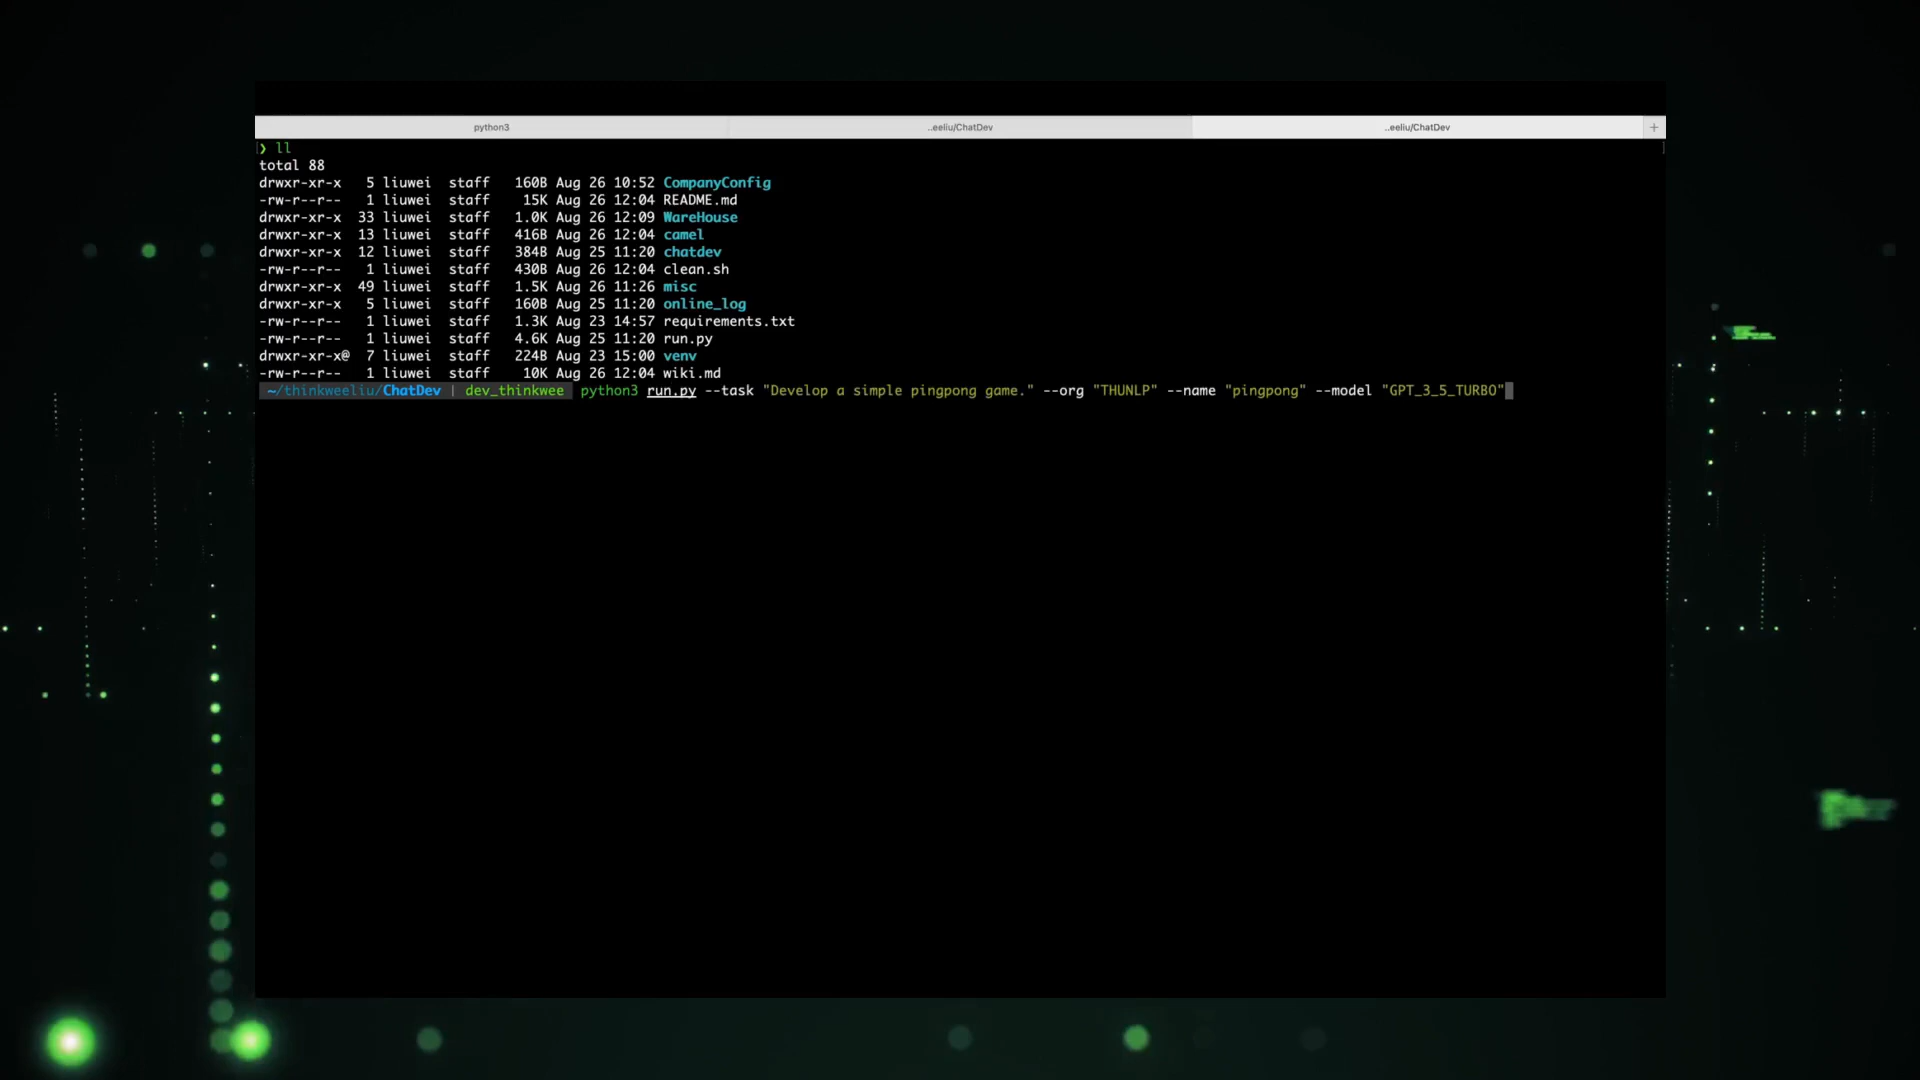 python3 ..eeliu/ChatDev ..eeliu/ChatDev +
❯ ll
total 88
drwxr-xr-x 5 liuwei staff 160B Aug 26 10:52 CompanyConfig
-rw-r--r-- 1 liuwei staff 15K Aug 26 12:04 README.md
drwxr-xr-x 33 liuwei staff 1.0K Aug 26 12:09 WareHouse
drwxr-xr-x 13 liuwei staff 416B Aug 26 12:04 camel
drwxr-xr-x 12 liuwei staff 384B Aug 25 11:20 chatdev
-rw-r--r-- 1 liuwei staff 430B Aug 26 12:04 clean.sh
drwxr-xr-x 49 liuwei staff 1.5K Aug 26 11:26 misc
drwxr-xr-x 5 liuwei staff 160B Aug 25 11:20 online_log
-rw-r--r-- 1 liuwei staff 1.3K Aug 23 14:57 requirements.txt
-rw-r--r-- 1 liuwei staff 4.6K Aug 25 11:20 run.py
drwxr-xr-x@ 7 liuwei staff 224B Aug 23 15:00 venv
-rw-r--r-- 1 liuwei staff 10K Aug 26 12:04 wiki.md
~/thinkweeliu/ChatDev | dev_thinkwee python3 run.py --task "Develop a simple pingpong game." --org "THUNLP" --name "pingpong" --model "GPT_3_5_TURBO"